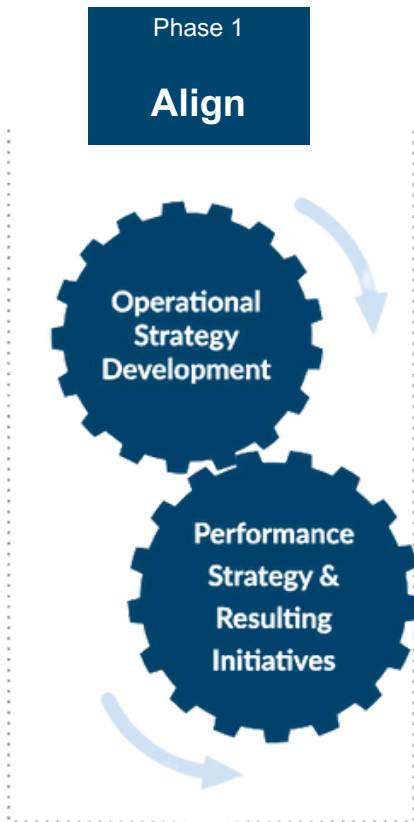 Phase 1
Align
Operational
Strategy
Development
Performance
Strategy &
Resulting
Initiatives